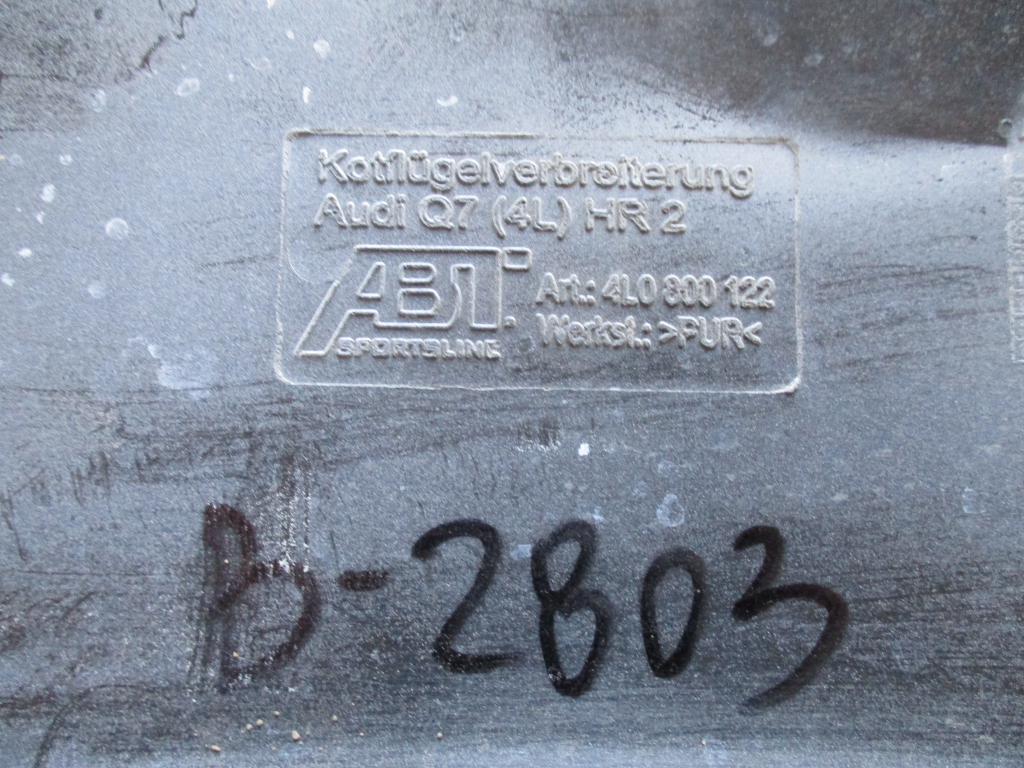 Kotflügelverbreiterung
Audi Q7 (4L) HR 2
ABT
SPORTSLINE
Art.: 4L0 800 122
Werkst.: >PUR<
B-2803